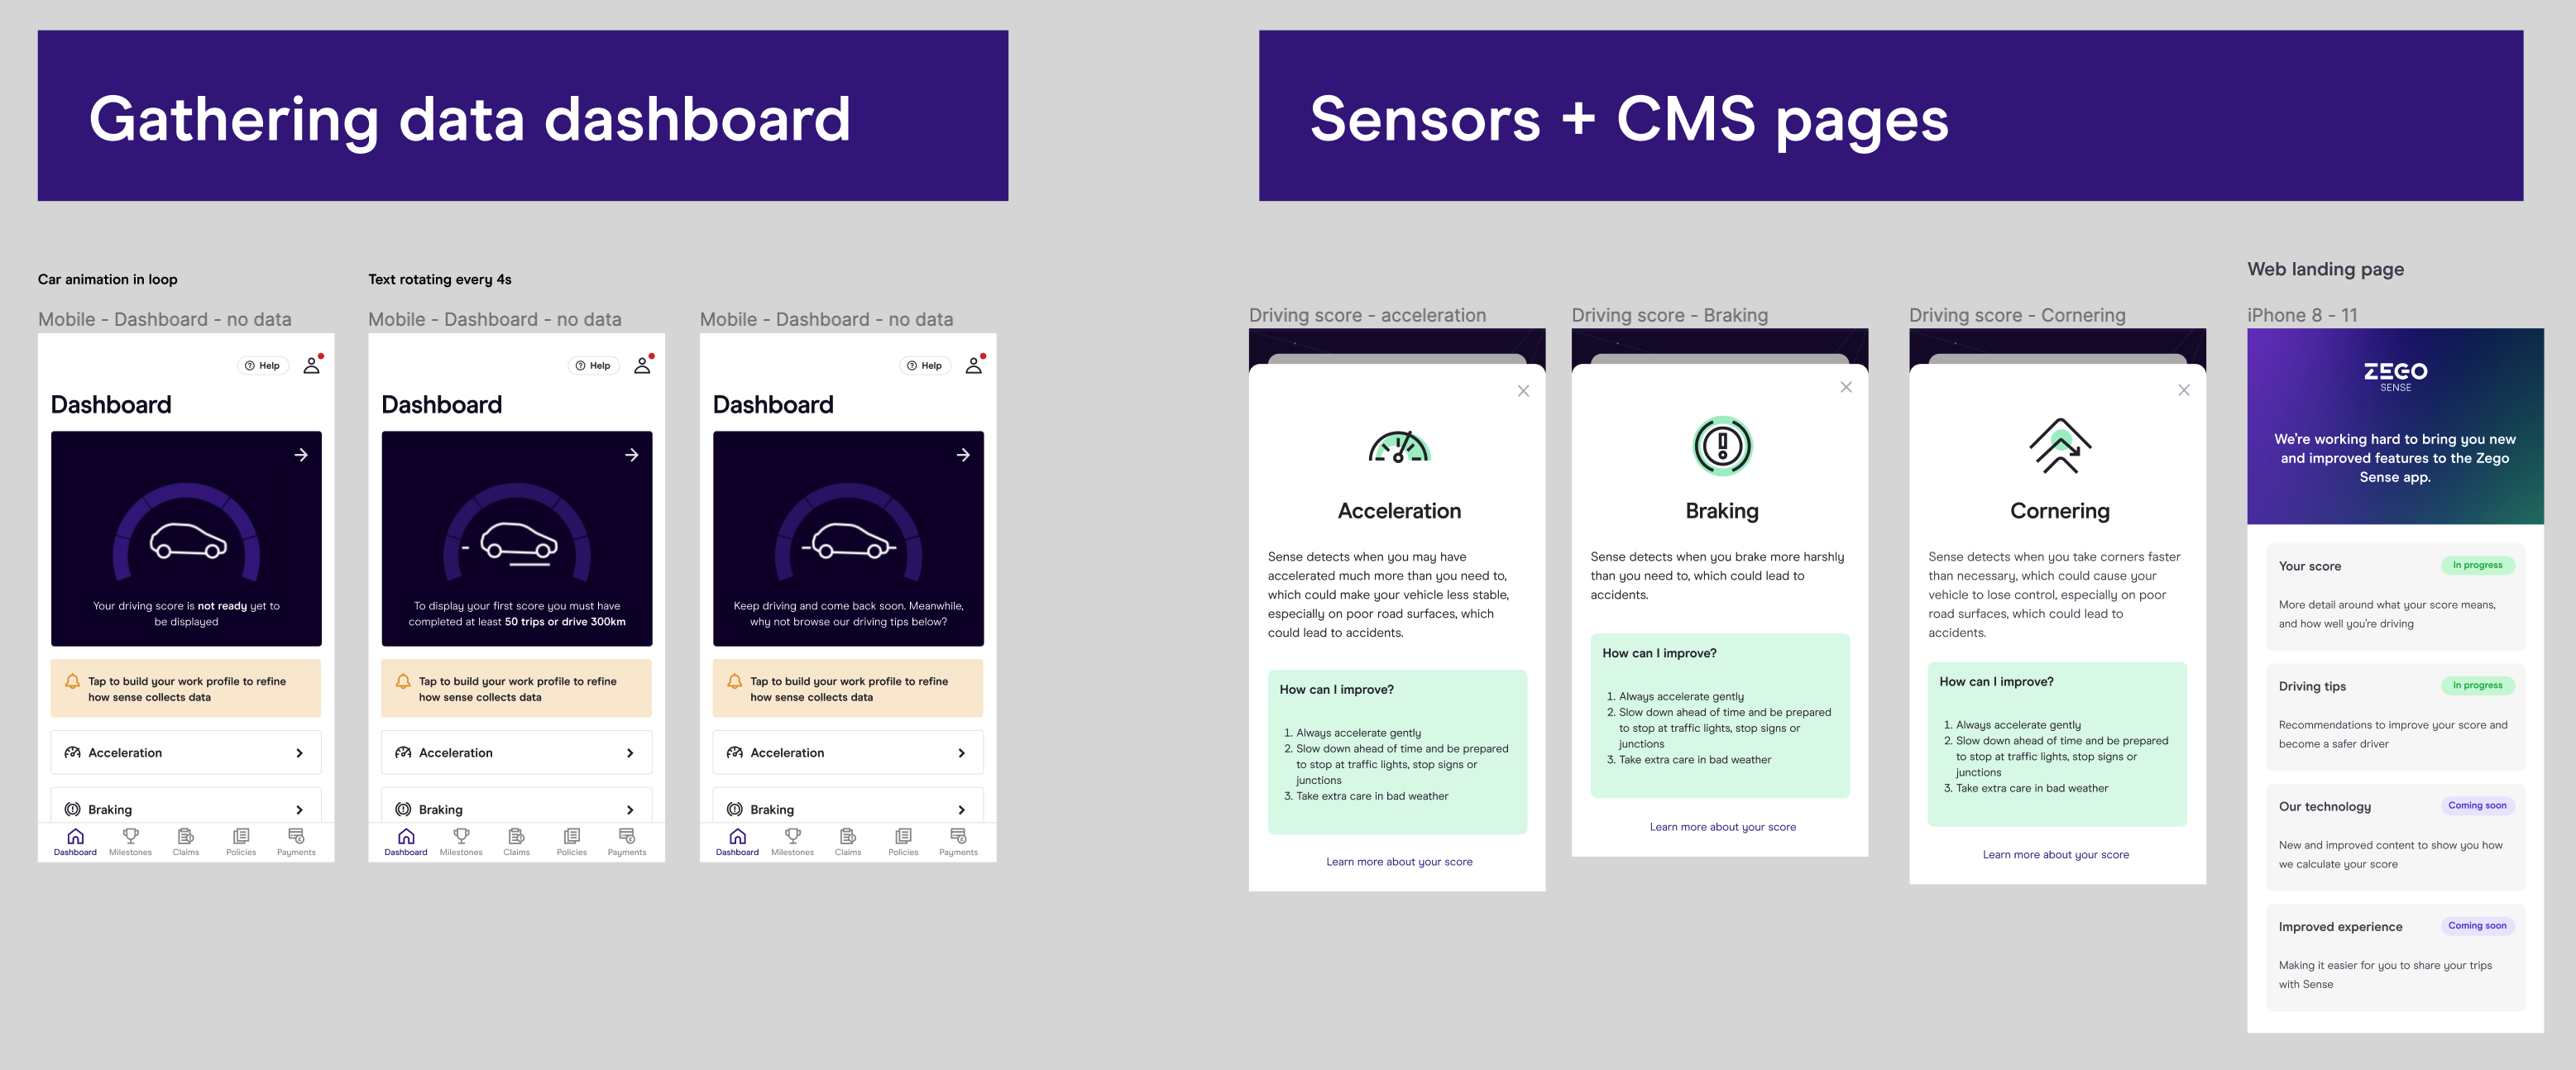 Gathering data dashboard
Car animation in loop
Text rotating every 4s
Mobile - Dashboard - no data
Help
Dashboard
Your driving score is not ready yet to
be displayed
Tap to build your work profile to refine
how sense collects data
Acceleration
Braking
Dashboard
Milestones
Claims
Policies
Payments
Mobile - Dashboard - no data
Help
Dashboard
To display your first score you must have
completed at least 50 trips or drive 300km
Tap to build your work profile to refine
how sense collects data
Acceleration
Braking
Dashboard
Milestones
Claims
Policies
Payments
Mobile - Dashboard - no data
Help
Dashboard
Keep driving and come back soon. Meanwhile,
why not browse our driving tips below?
Tap to build your work profile to refine
how sense collects data
Acceleration
Braking
Dashboard
Milestones
Claims
Policies
Payments
Sensors + CMS pages
Driving score - acceleration
Acceleration
Sense detects when you may have
accelerated much more than you need to,
which could make your vehicle less stable,
especially on poor road surfaces, which
could lead to accidents.
How can I improve?
1. Always accelerate gently
2. Slow down ahead of time and be prepared
to stop at traffic lights, stop signs or
junctions
3. Take extra care in bad weather
Learn more about your score
Driving score - Braking
Braking
Sense detects when you brake more harshly
than you need to, which could lead to
accidents.
How can I improve?
1. Always accelerate gently
2. Slow down ahead of time and be prepared
to stop at traffic lights, stop signs or
junctions
3. Take extra care in bad weather
Learn more about your score
Driving score - Cornering
Cornering
Sense detects when you take corners faster
than necessary, which could cause your
vehicle to lose control, especially on poor
road surfaces, which could lead to
accidents.
How can I improve?
1. Always accelerate gently
2. Slow down ahead of time and be prepared
to stop at traffic lights, stop signs or
junctions
3. Take extra care in bad weather
Learn more about your score
Web landing page
iPhone 8 - 11
ZEGO
SENSE
We're working hard to bring you new
and improved features to the Zego
Sense app.
Your score
In progress
More detail around what your score means,
and how well you're driving
Driving tips
In progress
Recommendations to improve your score and
become a safer driver
Our technology
Coming soon
New and improved content to show you how
we calculate your score
Improved experience
Coming soon
Making it easier for you to share your trips
with Sense